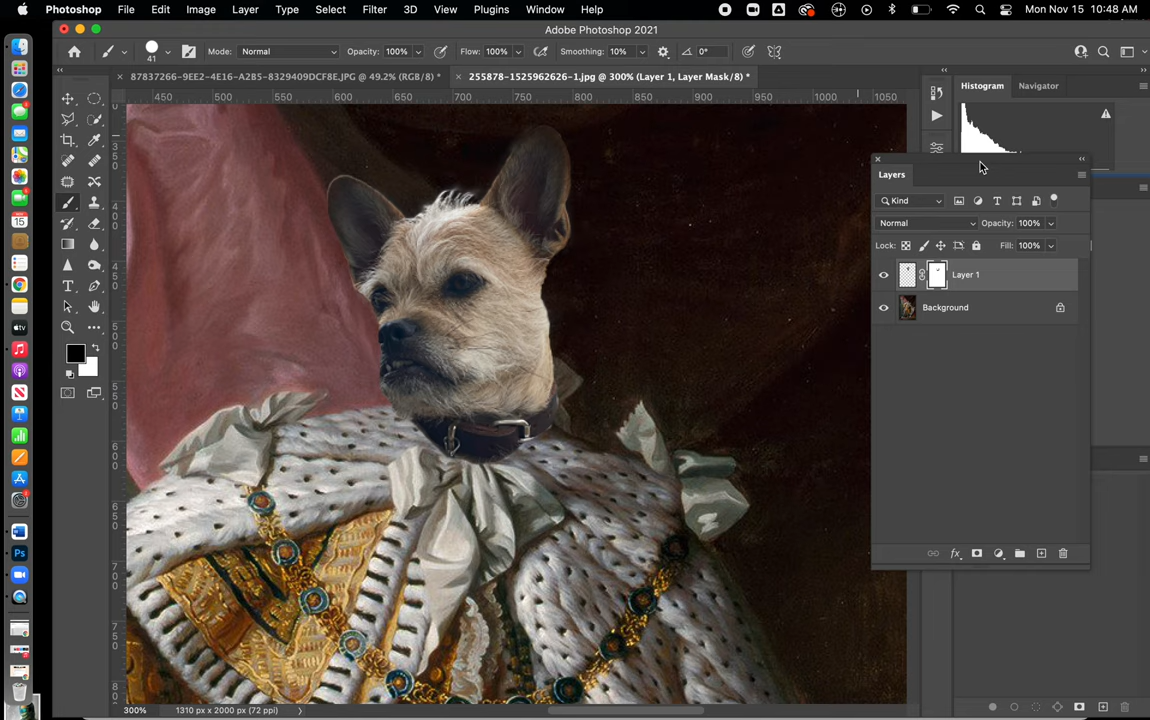 Photoshop File Edit Image Layer Type Select Filter 3D View Plugins Window Help Mon Nov 15 10:48 AM
Adobe Photoshop 2021
41 Mode: Normal Opacity: 100% Flow: 100% Smoothing: 10% 0°
87837266-9EE2-4E16-A2B5-8329409DCF8E.JPG @ 49.2% (RGB/8) * 255878-1525962626-1.jpg @ 300% (Layer 1, Layer Mask/8) *
450 500 550 600 650 700 750 800 850 900 950 1000 1050
Histogram Navigator
Layers
Kind
Normal Opacity: 100%
Lock: Fill: 100%
Layer 1
Background
fx
300% 1310 px x 2000 px (72 ppi)